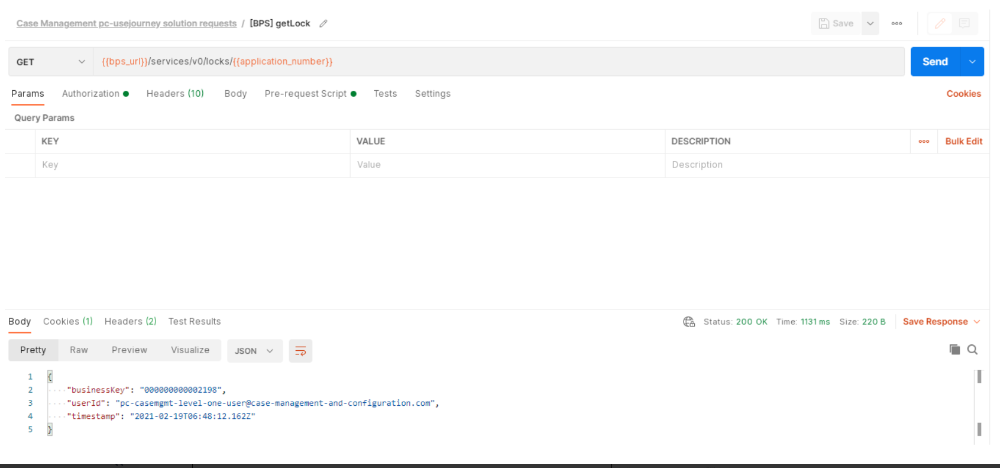 Case Management pc-usejourney solution requests / [BPS] getLock
Save
GET {{bps_url}}/services/v0/locks/{{application_number}} Send
Params Authorization Headers (10) Body Pre-request Script Tests Settings Cookies
Query Params
KEY VALUE DESCRIPTION Bulk Edit
Key Value Description
Body Cookies (1) Headers (2) Test Results Status: 200 OK Time: 1131 ms Size: 220 B Save Response
Pretty Raw Preview Visualize JSON
1 {
2 "businessKey": "000000000002198",
3 "userId": "pc-casemgmt-level-one-user@case-management-and-configuration.com",
4 "timestamp": "2021-02-19T06:48:12.162Z"
5 }